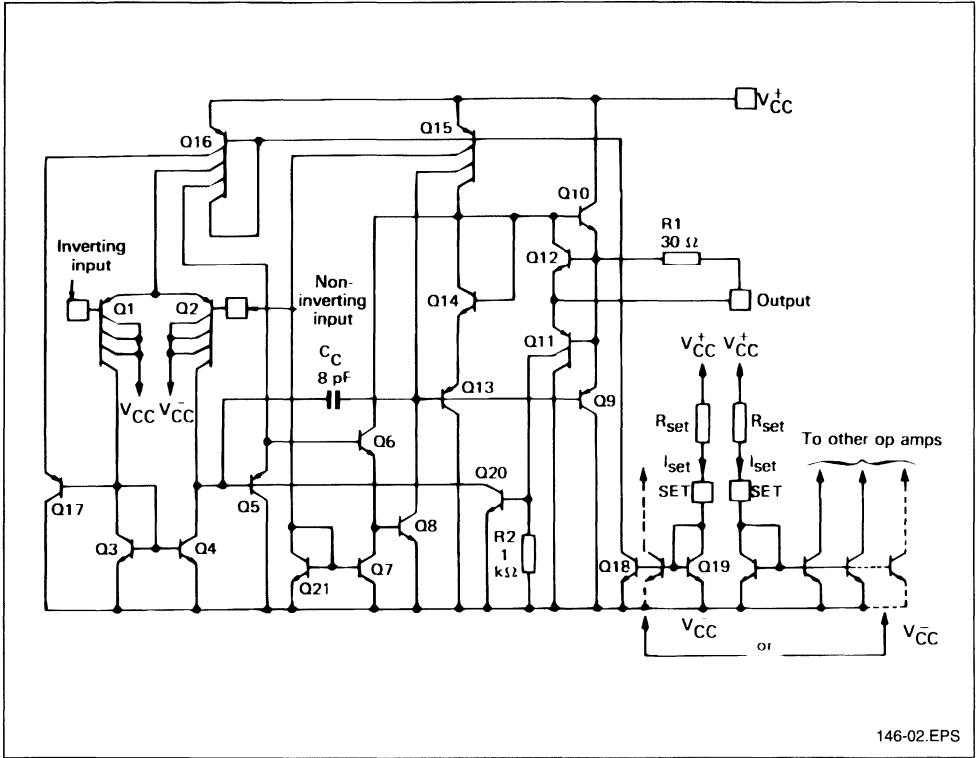 V+CC
Q16
Q15
Q10
R1
30 Ω
Q12
Inverting
input
Output
Non-
inverting
input
Q1
Q2
Q14
Q11
CC
8 pF
V+CC
V+CC
VCC
V-CC
Q13
Q9
Rset
Rset
Q6
To other op amps
Iset
Iset
Q20
SET
SET
Q17
Q5
Q8
R2
1
kΩ
Q3
Q4
Q21
Q7
Q18
Q19
V-CC
V-CC
or
146-02.EPS